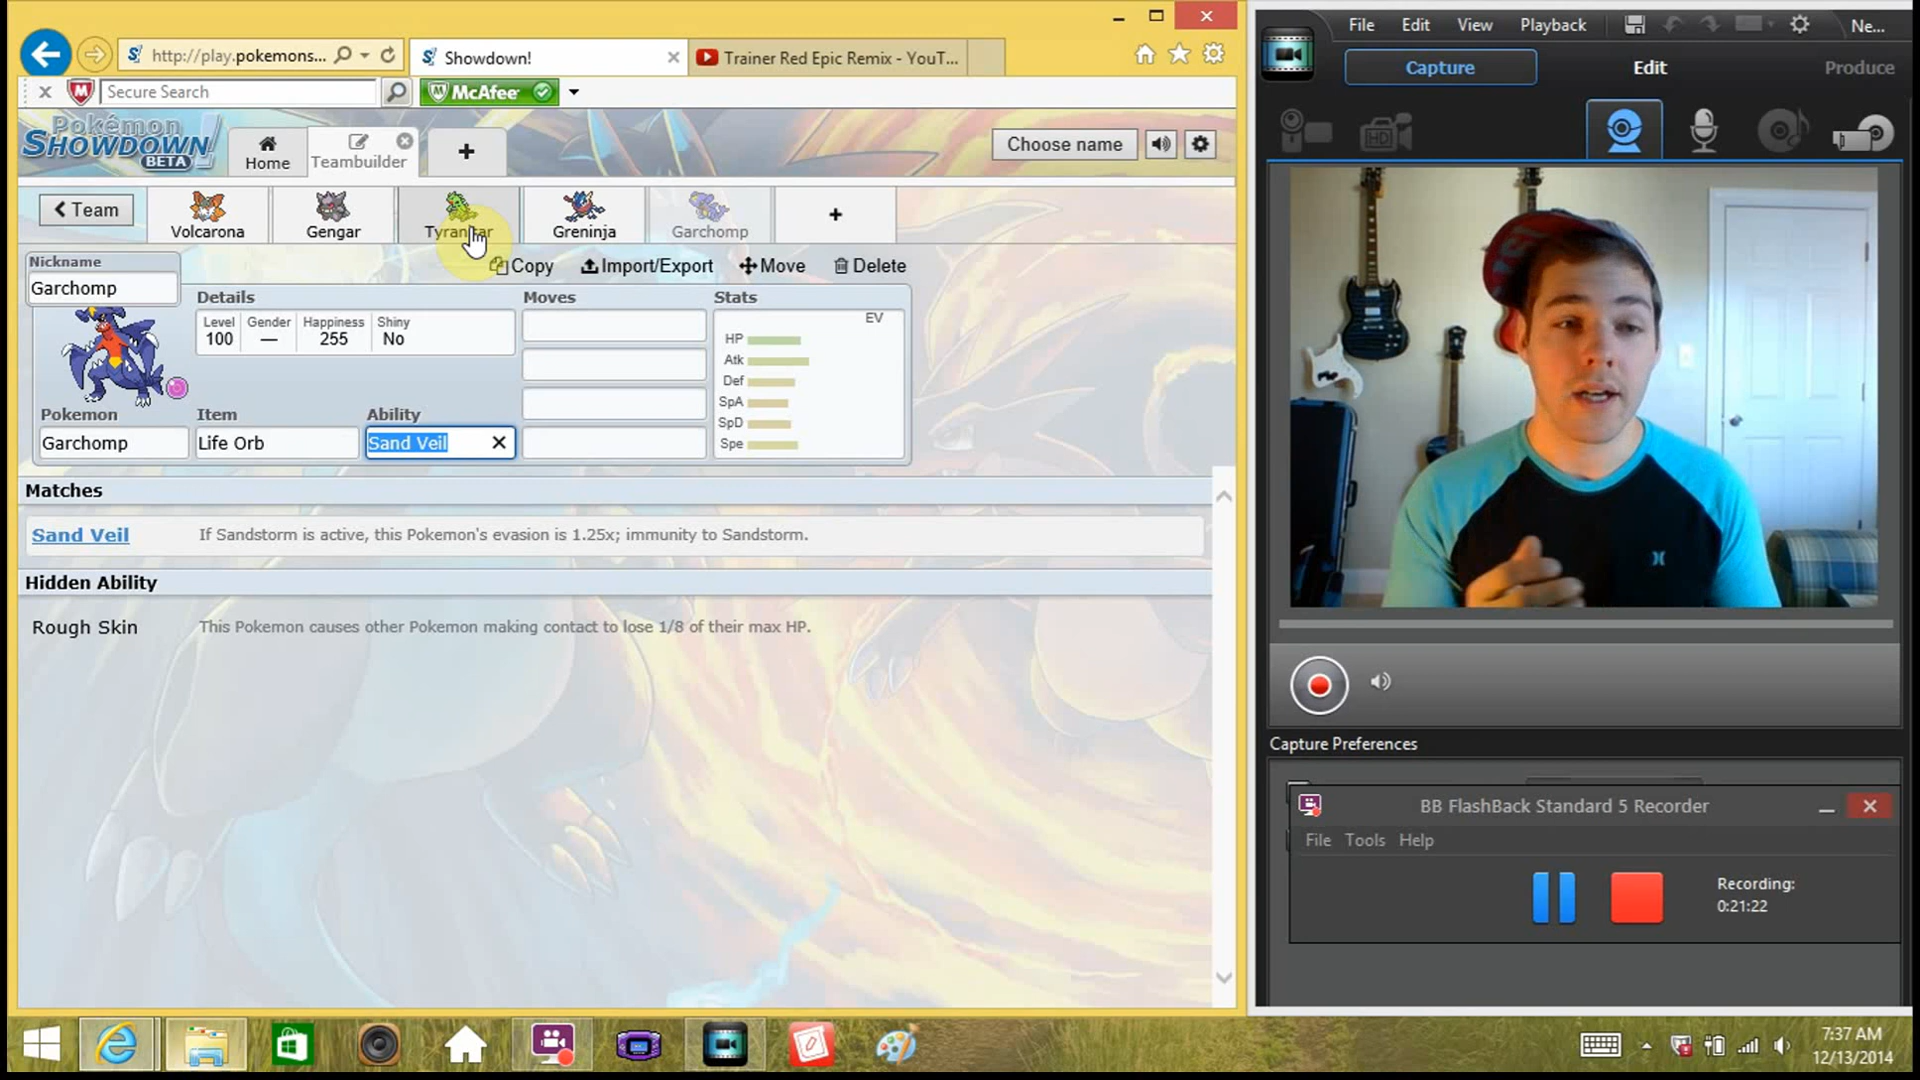 http://play.pokemons...
Showdown!
Trainer Red Epic Remix - YouT...
Secure Search
McAfee
Pokémon
SHOWDOWN
BETA
Home
Teambuilder
+
Choose name
Team
Volcarona
Gengar
Tyranitar
Greninja
Garchomp
+
Nickname
Garchomp
Copy
Import/Export
Move
Delete
Details
Moves
Stats
Level
Gender
Happiness
Shiny
100
—
255
No
EV
HP
Atk
Def
SpA
SpD
Spe
Pokemon
Item
Ability
Garchomp
Life Orb
Sand Veil
Matches
Sand Veil
If Sandstorm is active, this Pokemon's evasion is 1.25x; immunity to Sandstorm.
Hidden Ability
Rough Skin
This Pokemon causes other Pokemon making contact to lose 1/8 of their max HP.
File
Edit
View
Playback
Ne...
Capture
Edit
Produce
HD
Capture Preferences
BB FlashBack Standard 5 Recorder
File
Tools
Help
Recording:
0:21:22
7:37 AM
12/13/2014